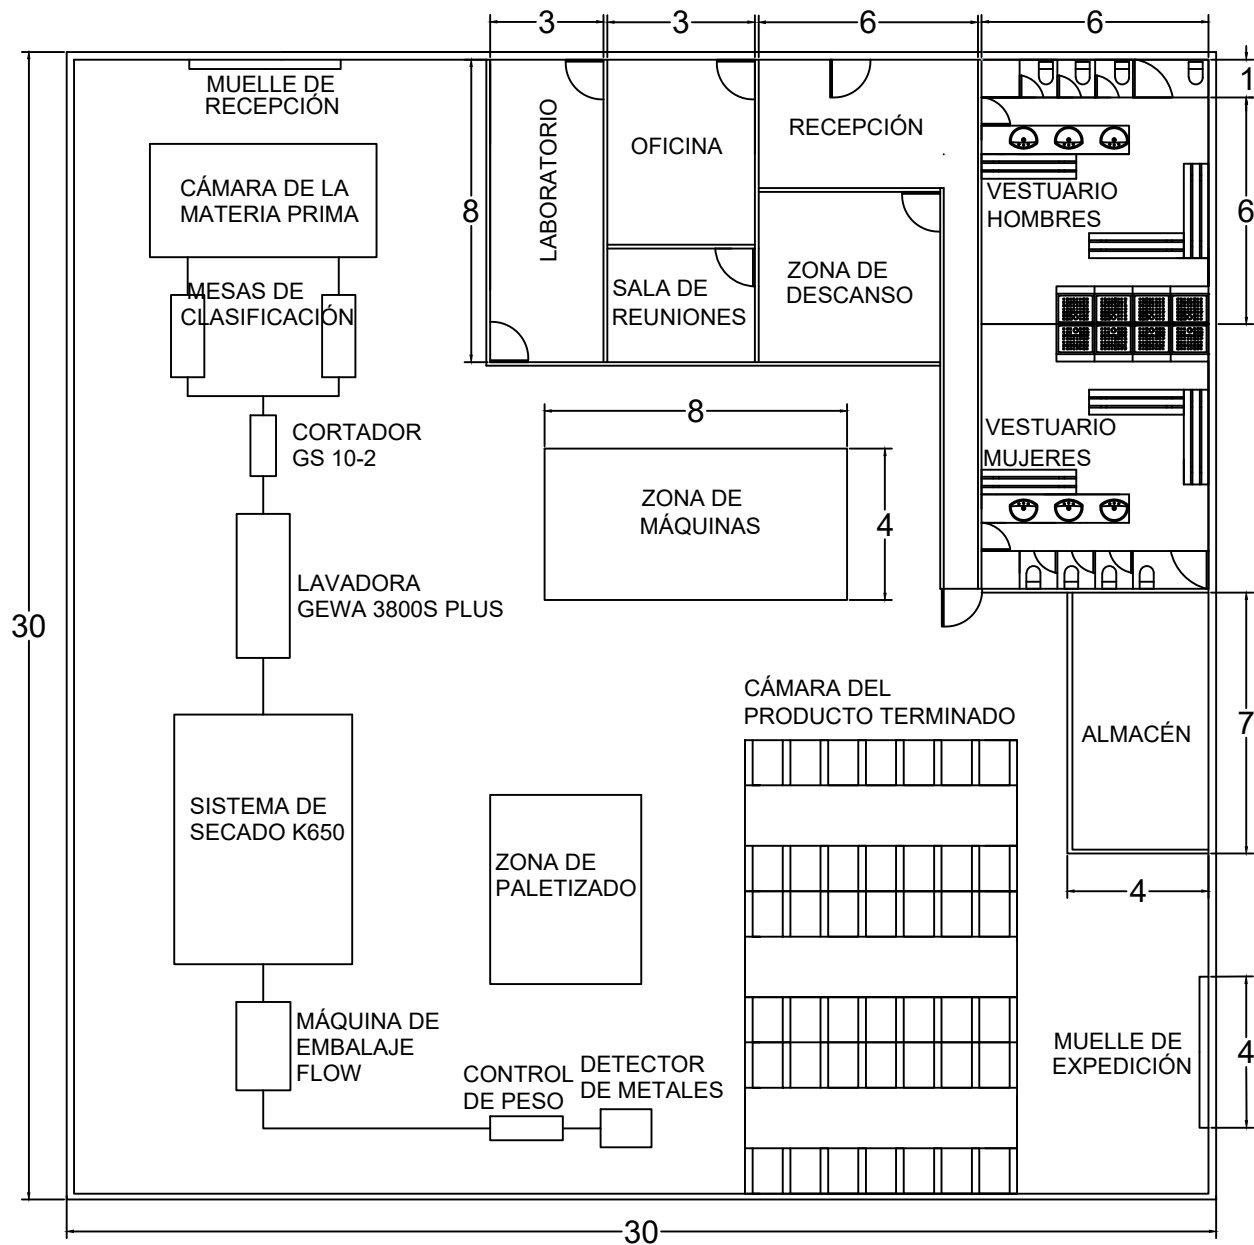 3
3
6
6
1
MUELLE DE
RECEPCIÓN
LABORATORIO
OFICINA
RECEPCIÓN
CÁMARA DE LA
MATERIA PRIMA
8
VESTUARIO
HOMBRES
6
MESAS DE
CLASIFICACIÓN
SALA DE
REUNIONES
ZONA DE
DESCANSO
8
CORTADOR
GS 10-2
VESTUARIO
MUJERES
ZONA DE
MÁQUINAS
4
LAVADORA
GEWA 3800S PLUS
30
CÁMARA DEL
PRODUCTO TERMINADO
ALMACÉN
7
SISTEMA DE
SECADO K650
ZONA DE
PALETIZADO
4
MÁQUINA DE
EMBALAJE
FLOW
CONTROL
DE PESO
DETECTOR
DE METALES
MUELLE DE
EXPEDICIÓN
4
30